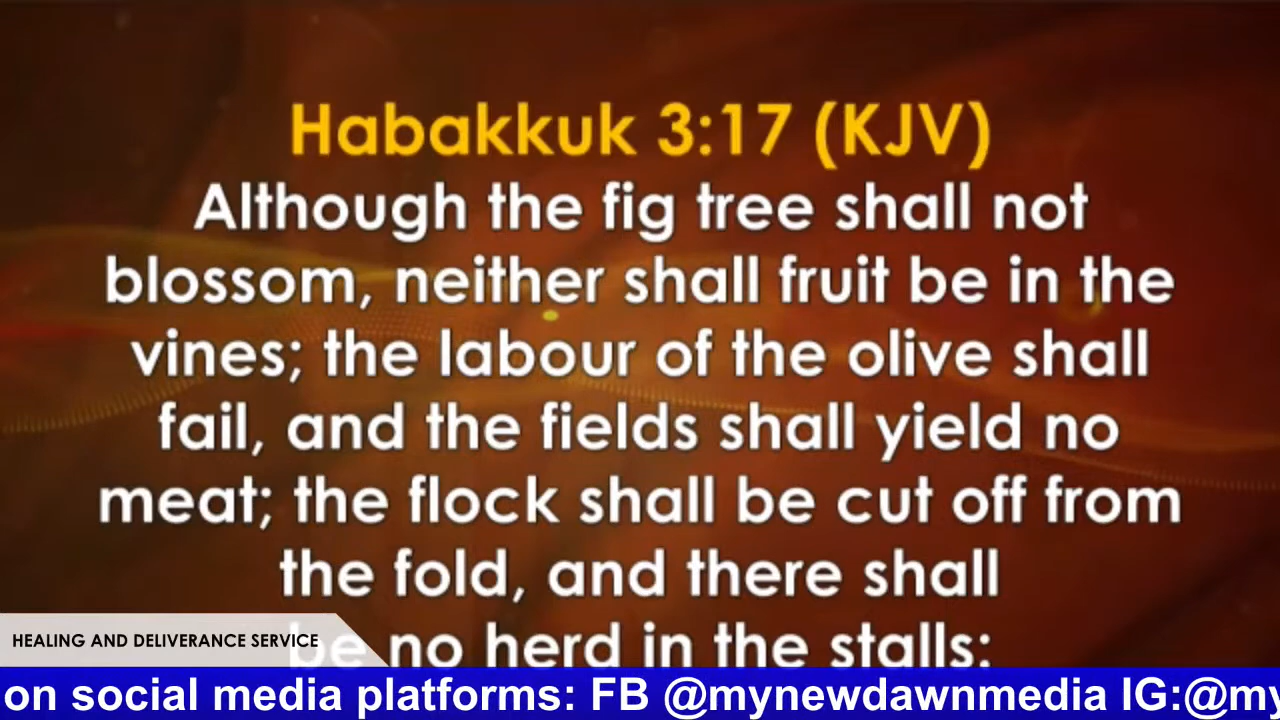 Habakkuk 3:17 (KJV)
Although the fig tree shall not
blossom, neither shall fruit be in the
vines; the labour of the olive shall
fail, and the fields shall yield no
meat; the flock shall be cut off from
the fold, and there shall
be no herd in the stalls:
HEALING AND DELIVERANCE SERVICE
on social media platforms: FB @mynewdawnmedia IG:@my